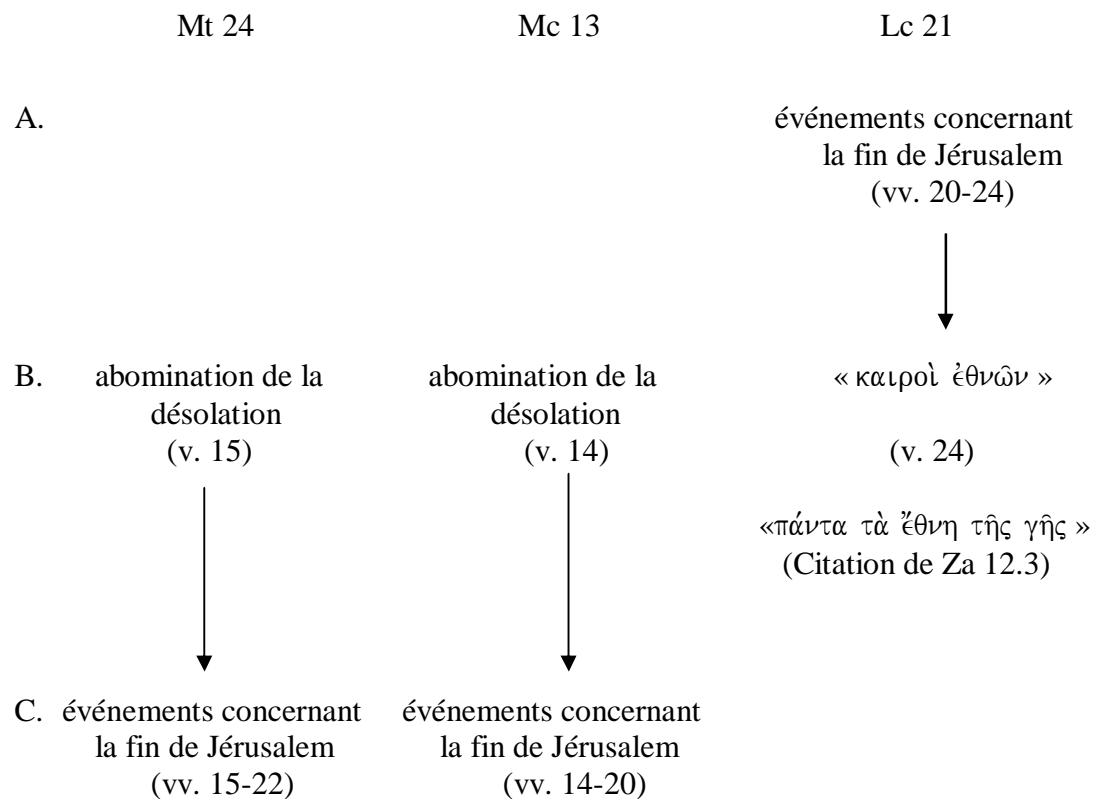 Mt 24 Mc 13 Lc 21
A. événements concernant
la fin de Jérusalem
(vv. 20-24)
B. abomination de la abomination de la « καιροὶ ἐθνῶν »
désolation désolation
(v. 15) (v. 14) (v. 24)
«πάντα τὰ ἔθνη τῆς γῆς »
(Citation de Za 12.3)
C. événements concernant événements concernant
la fin de Jérusalem la fin de Jérusalem
(vv. 15-22) (vv. 14-20)